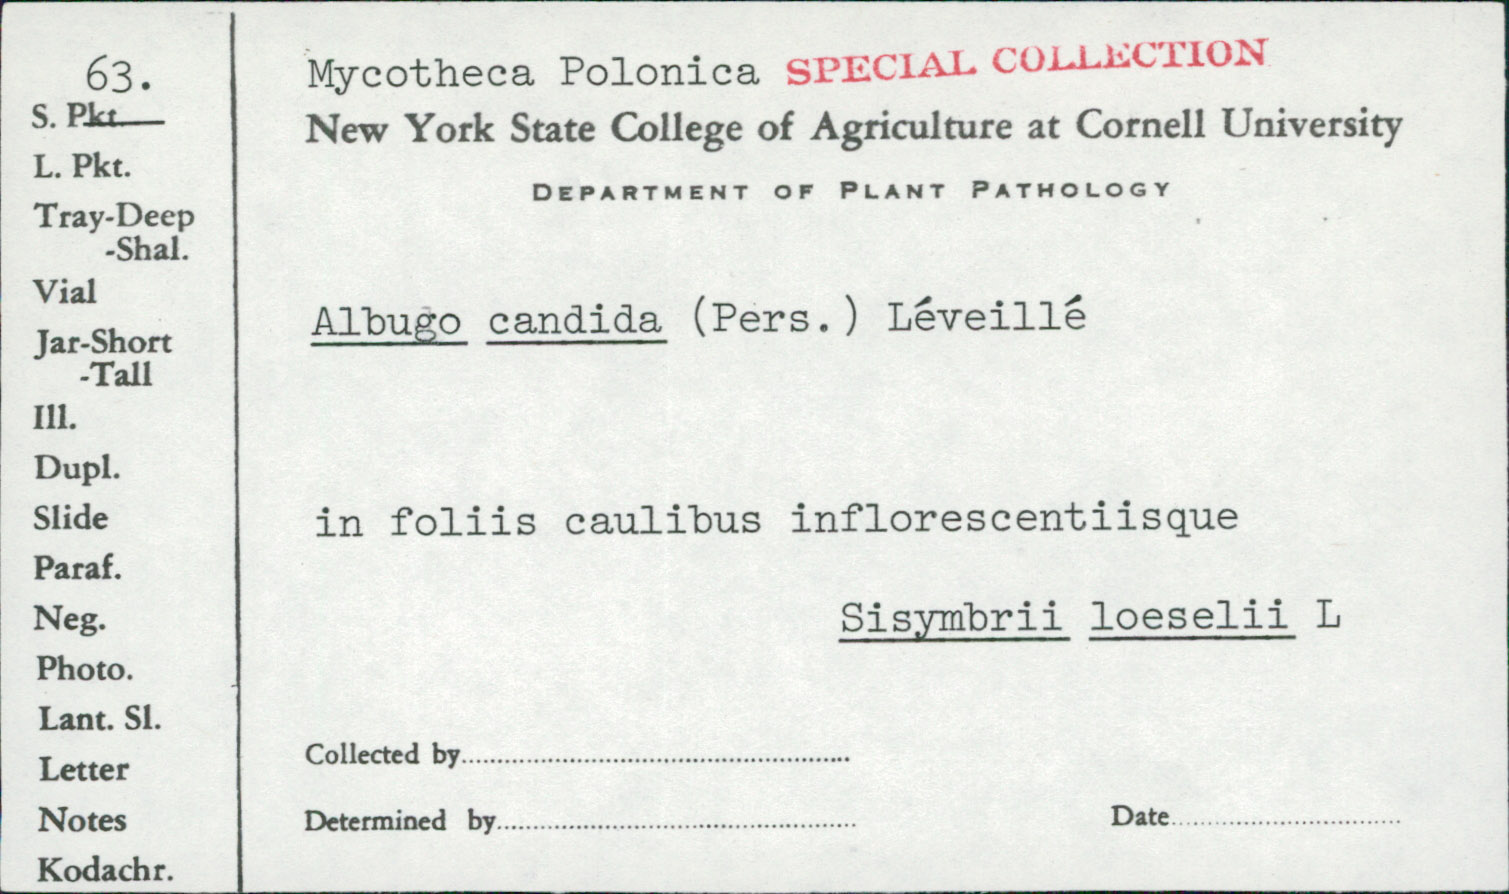 63.
S. Pkt.
L. Pkt.
Tray-Deep
-Shal.
Vial
Jar-Short
-Tall
Ill.
Dupl.
Slide
Paraf.
Neg.
Photo.
Lant. Sl.
Letter
Notes
Kodachr.
Mycotheca Polonica SPECIAL COLLECTION
New York State College of Agriculture at Cornell University
DEPARTMENT OF PLANT PATHOLOGY
Albugo candida (Pers.) Léveillé
in foliis caulibus inflorescentiisque
Sisymbrii loeselii L
Collected by
Determined by
Date